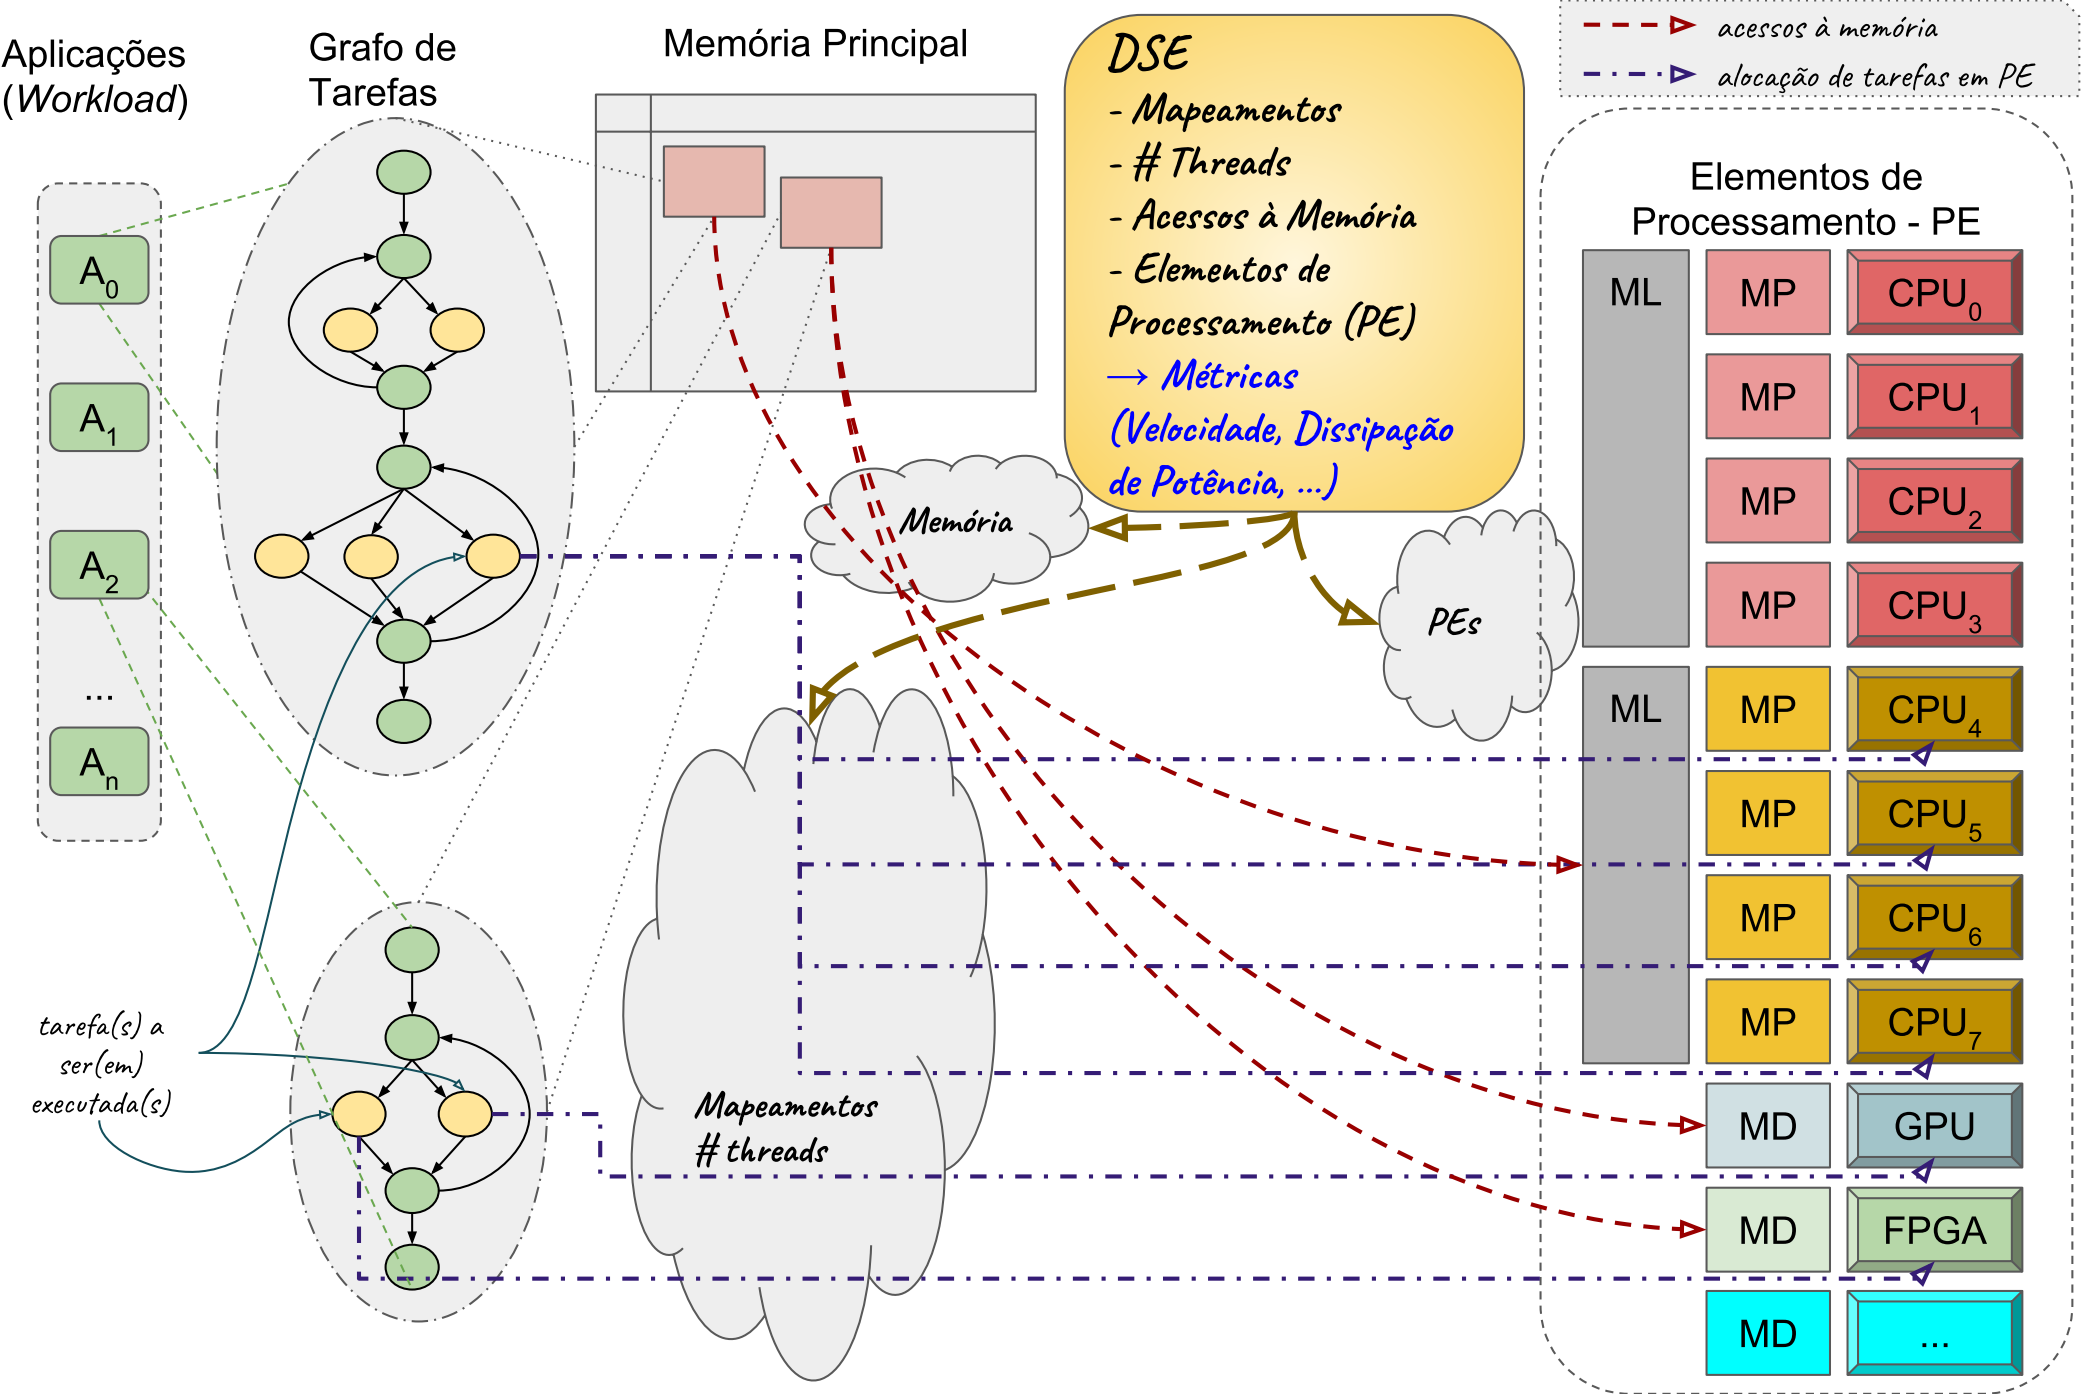 Aplicações
(Workload)
A0
A1
A2
...
An
tarefa(s) a
ser(em)
executada(s)
Grafo de
Tarefas
Memória Principal
DSE
- Mapeamentos
- # Threads
- Acessos à Memória
- Elementos de
Processamento (PE)
→ Métricas
(Velocidade, Dissipação
de Potência, ...)
Memória
PEs
Mapeamentos
# threads
acessos à memória
alocação de tarefas em PE
Elementos de
Processamento - PE
ML MP CPU0
MP CPU1
MP CPU2
MP CPU3
ML MP CPU4
MP CPU5
MP CPU6
MP CPU7
MD GPU
MD FPGA
MD ...